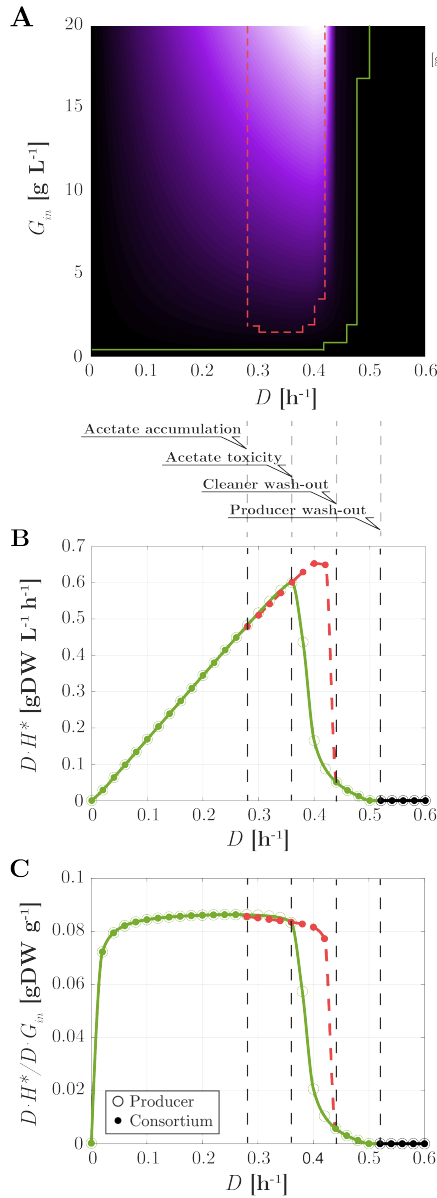 A
[g
20
15
10
5
0
G_in [g L⁻¹]
0 0.1 0.2 0.3 0.4 0.5 0.6
D [h⁻¹]
Acetate accumulation
Acetate toxicity
Cleaner wash-out
Producer wash-out
B
0.7
0.6
0.5
0.4
0.3
0.2
0.1
0
D·H* [gDW L⁻¹ h⁻¹]
0 0.1 0.2 0.3 0.4 0.5 0.6
D [h⁻¹]
C
0.1
0.08
0.06
0.04
0.02
0
D·H*/D·G_in [gDW g⁻¹]
Producer
Consortium
0 0.1 0.2 0.3 0.4 0.5 0.6
D [h⁻¹]